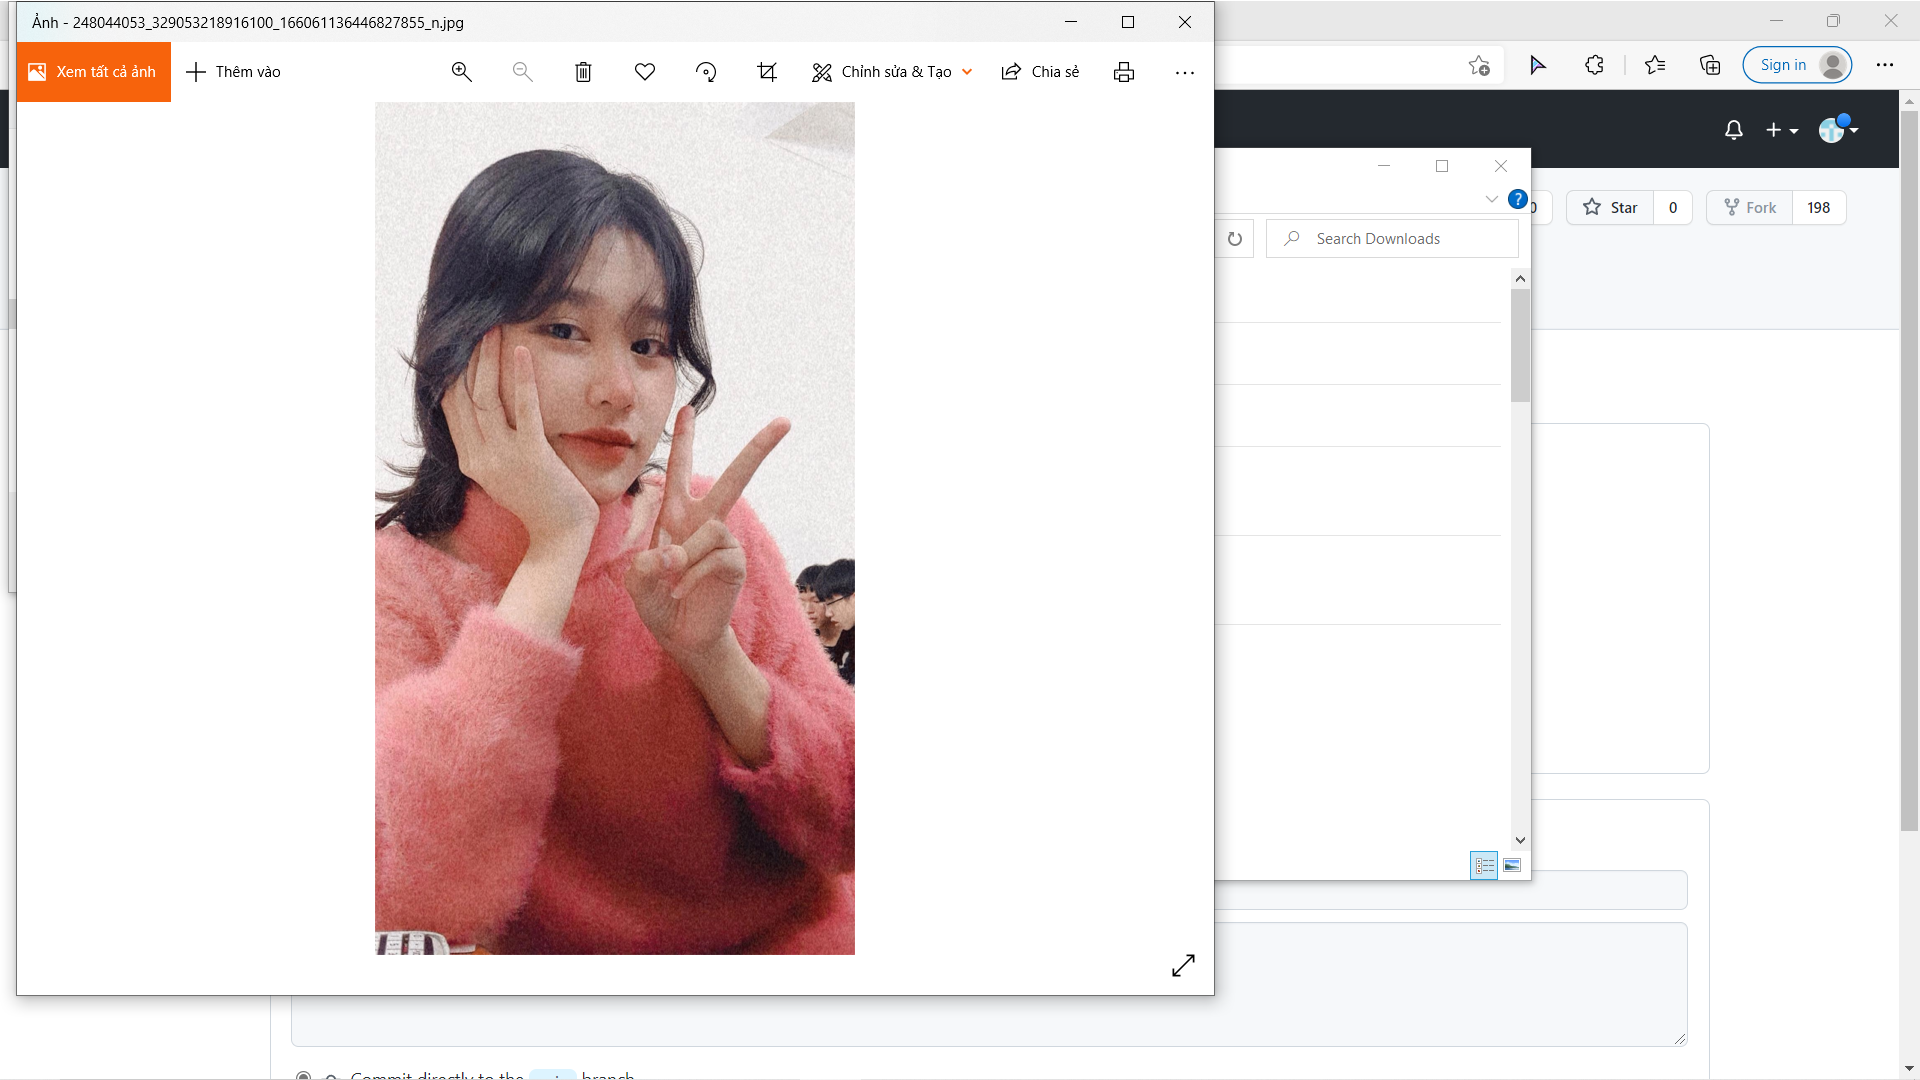 Ảnh - 248044053_329053218916100_166061136446827855_n.jpg
Xem tất cả ảnh
Thêm vào
Chỉnh sửa & Tạo
Chia sẻ
Sign in
Star 0
Fork 198
Search Downloads
Commit directly to the
branch